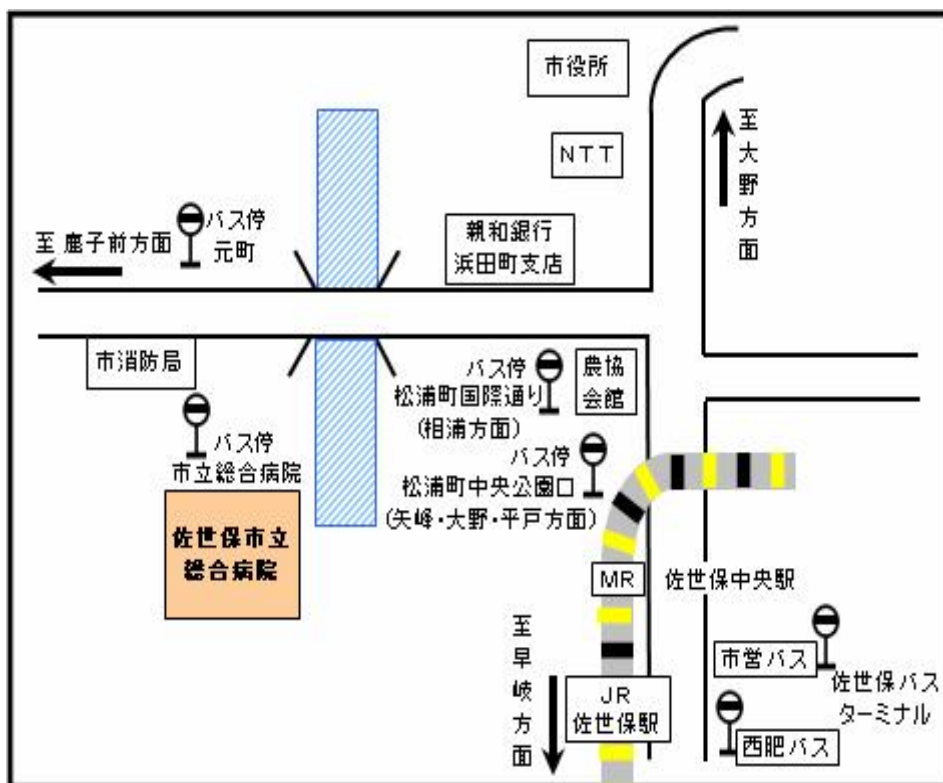 市役所
NTT
至大野方面
バス停
元町
至 塵子前方面
親和銀行
浜田町支店
市消防局
バス停
松浦町国際通り
(相浦方面)
農協
会館
バス停
市立総合病院
バス停
松浦町中央公園口
(矢峰・大野・平戸方面)
佐世保市立
総合病院
MR
佐世保中央駅
至早岐方面
市営バス
佐世保バス
ターミナル
JR
佐世保駅
西肥バス